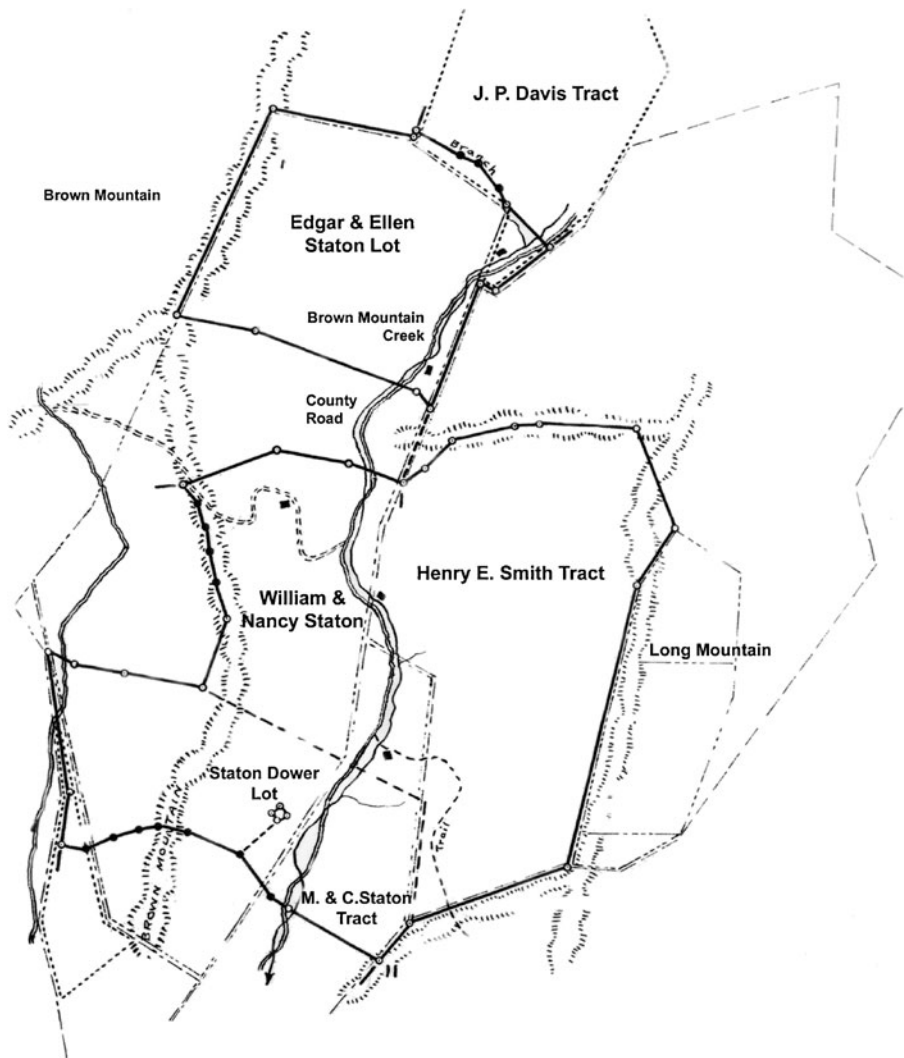 J. P. Davis Tract
Branch
Brown Mountain
Edgar & Ellen
Staton Lot
Brown Mountain
Creek
County
Road
Henry E. Smith Tract
William &
Nancy Staton
Long Mountain
Staton Dower
Lot
Trail
BROWN MOUNTAIN
M. & C.Staton
Tract